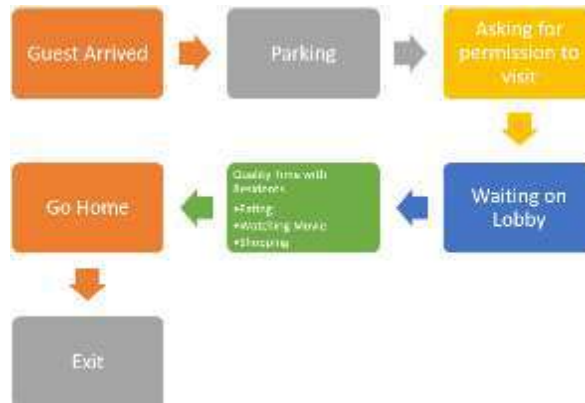 Guest Arrived
Parking
Asking for
permission to
visit
Go Home
Quality Time with
Residents
•Eating
•Watching Movie
•Shopping
Waiting on
Lobby
Exit